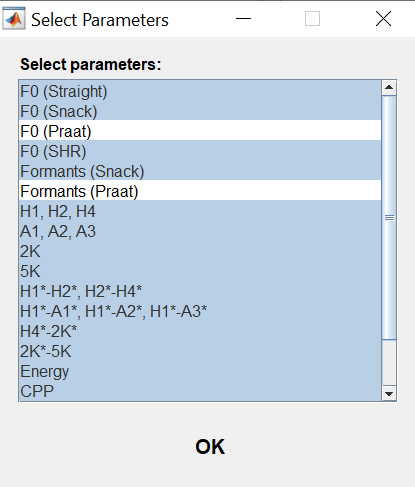 Select Parameters
Select parameters:
F0 (Straight)
F0 (Snack)
F0 (Praat)
F0 (SHR)
Formants (Snack)
Formants (Praat)
H1, H2, H4
A1, A2, A3
2K
5K
H1*-H2*, H2*-H4*
H1*-A1*, H1*-A2*, H1*-A3*
H4*-2K*
2K*-5K
Energy
CPP
OK